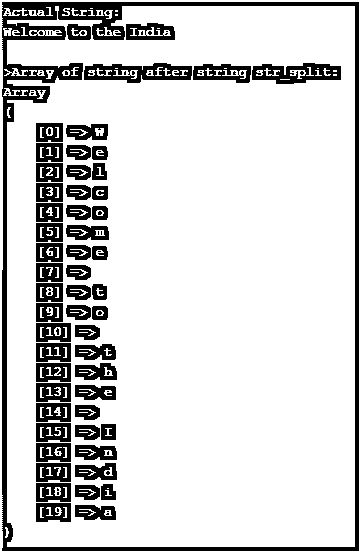 Actual String:
Welcome to the India
>Array of string after string str_split:
Array
(
[0] =>W
[1] =>e
[2] =>l
[3] =>c
[4] =>o
[5] =>m
[6] =>e
[7] =>
[8] =>t
[9] =>o
[10] =>
[11] =>t
[12] =>h
[13] =>e
[14] =>
[15] =>I
[16] =>n
[17] =>d
[18] =>i
[19] =>a
)